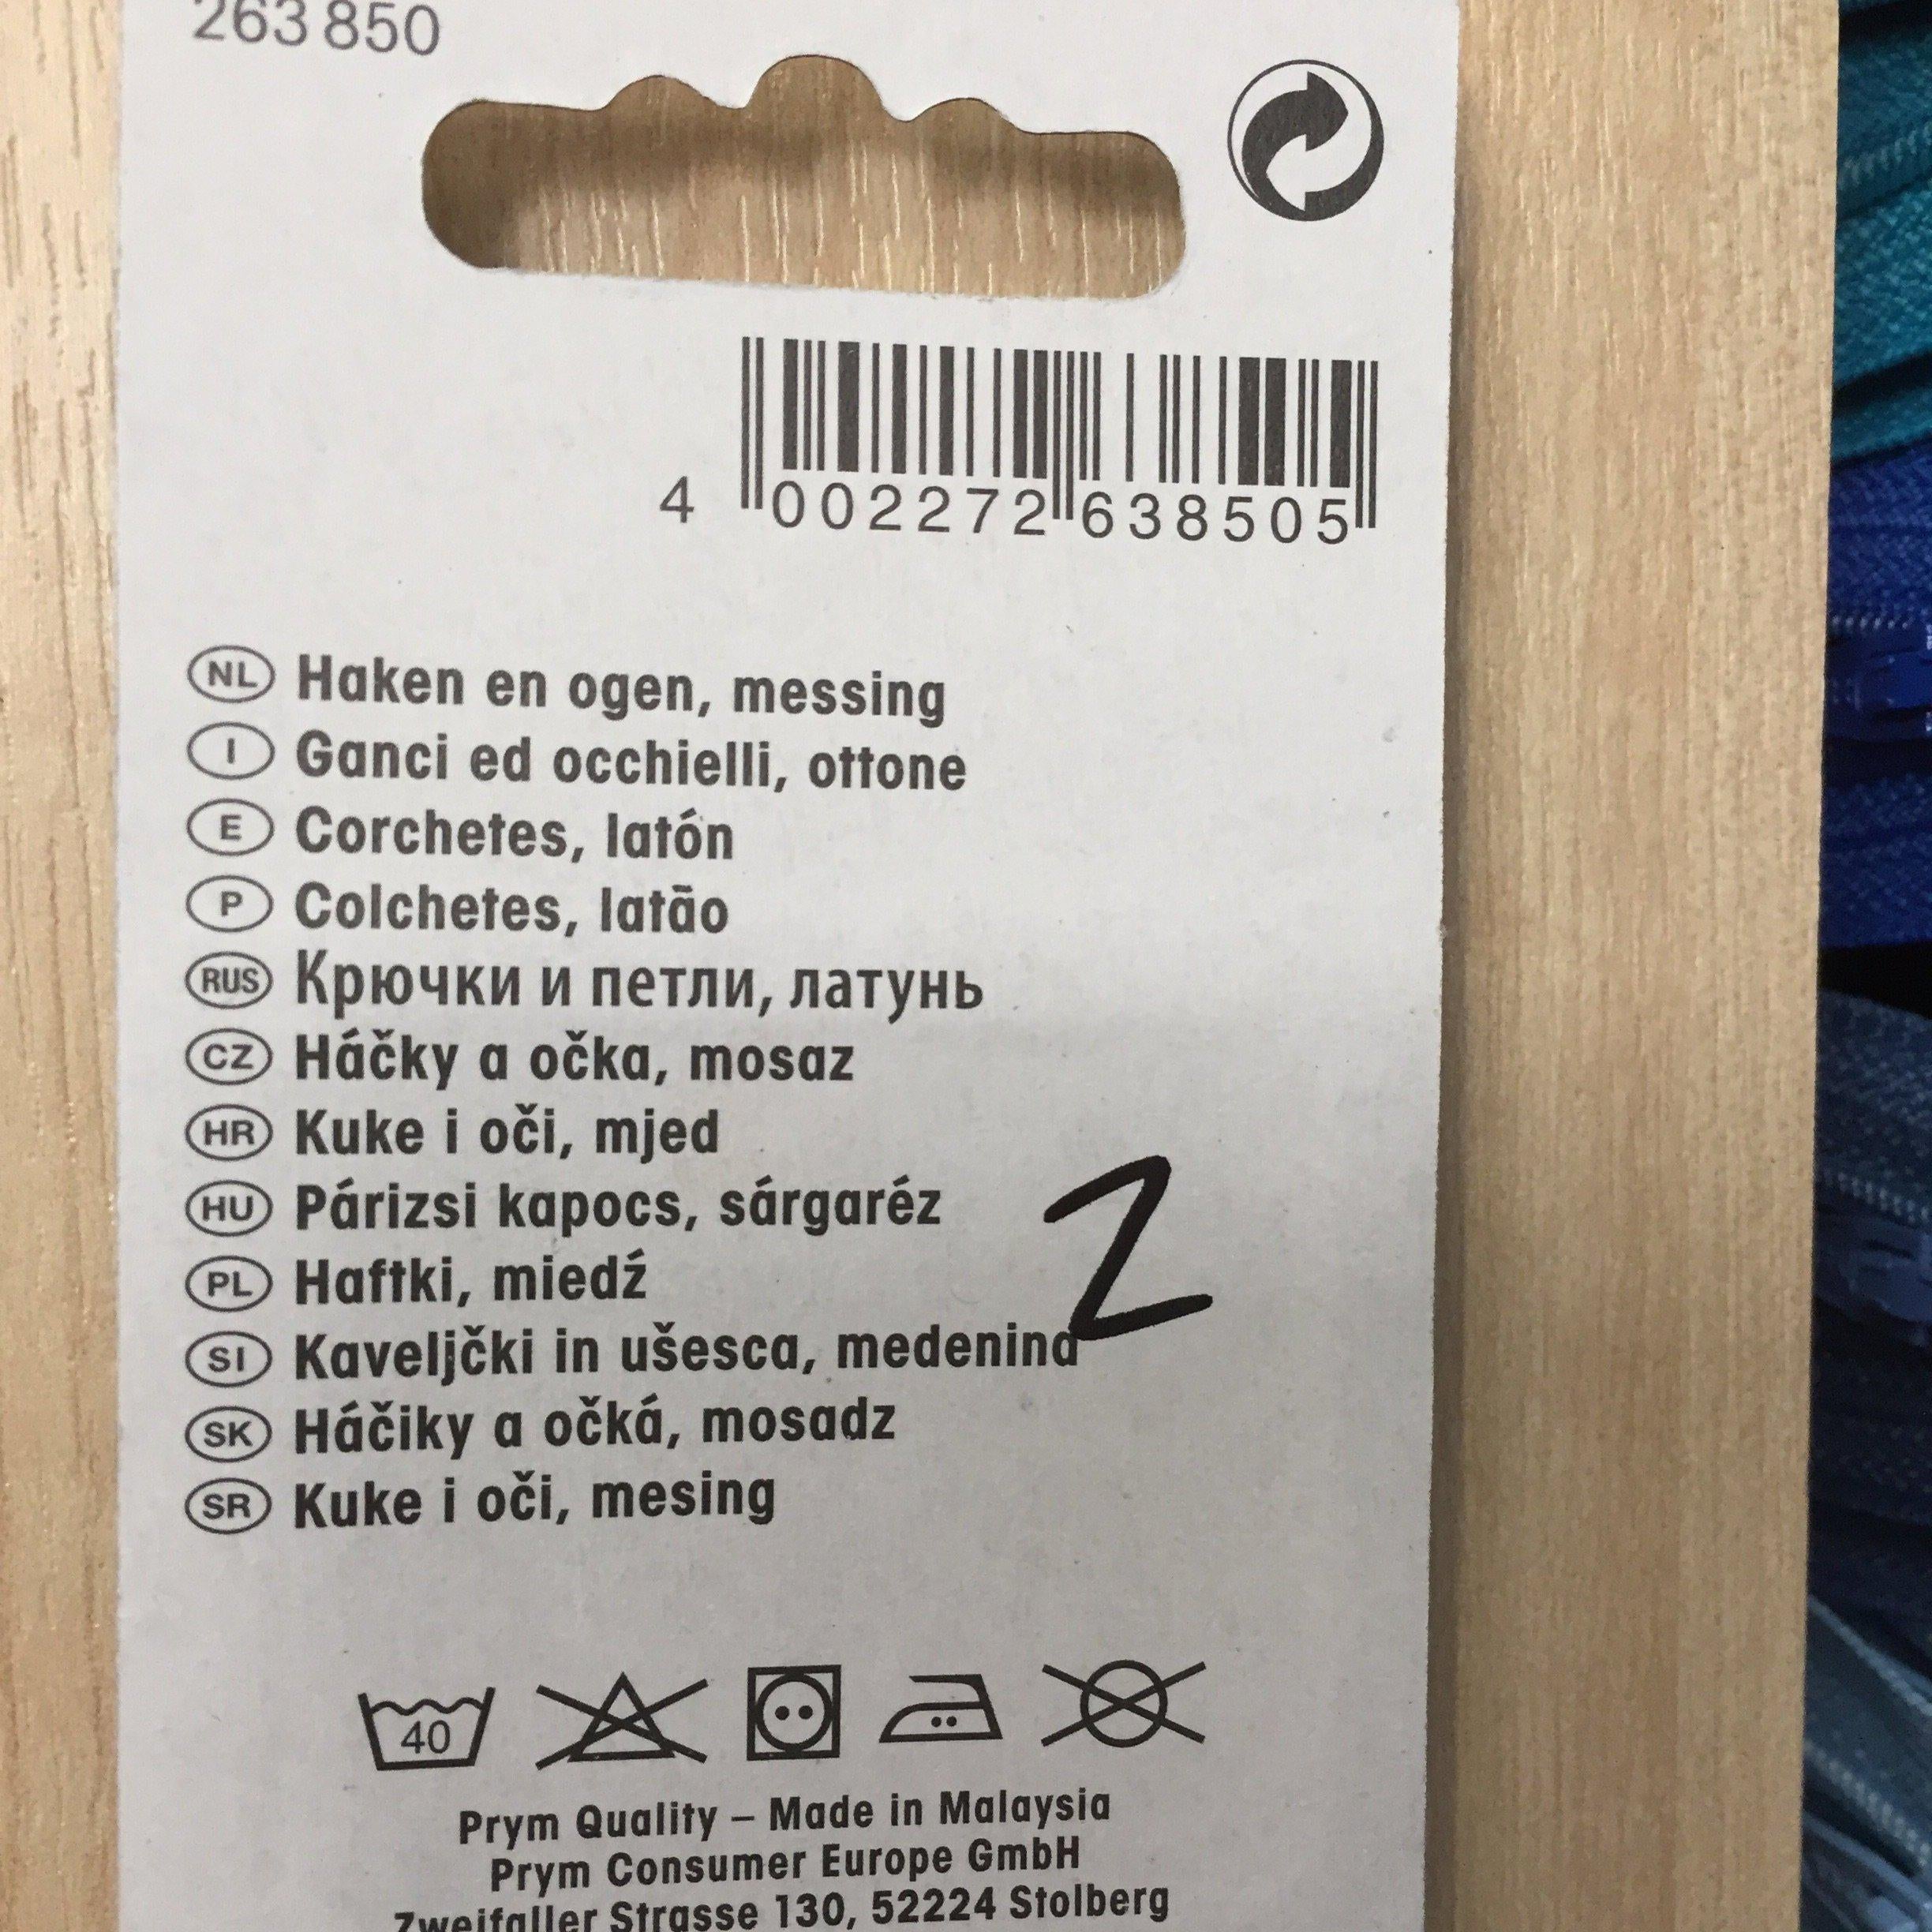 263 850
4 002272 638505
NL Haken en ogen, messing
I Ganci ed occhielli, ottone
E Corchetes, latón
P Colchetes, latão
RUS Крючки и петли, латунь
CZ Háčky a očka, mosaz
HR Kuke i oči, mjed
HU Párizsi kapocs, sárgaréz
2
PL Haftki, miedź
SI Kaveljčki in ušesca, medenina
SK Háčiky a očká, mosadz
SR Kuke i oči, mesing
40
Prym Quality – Made in Malaysia
Prym Consumer Europe GmbH
Zweifaller Strasse 130, 52224 Stolberg